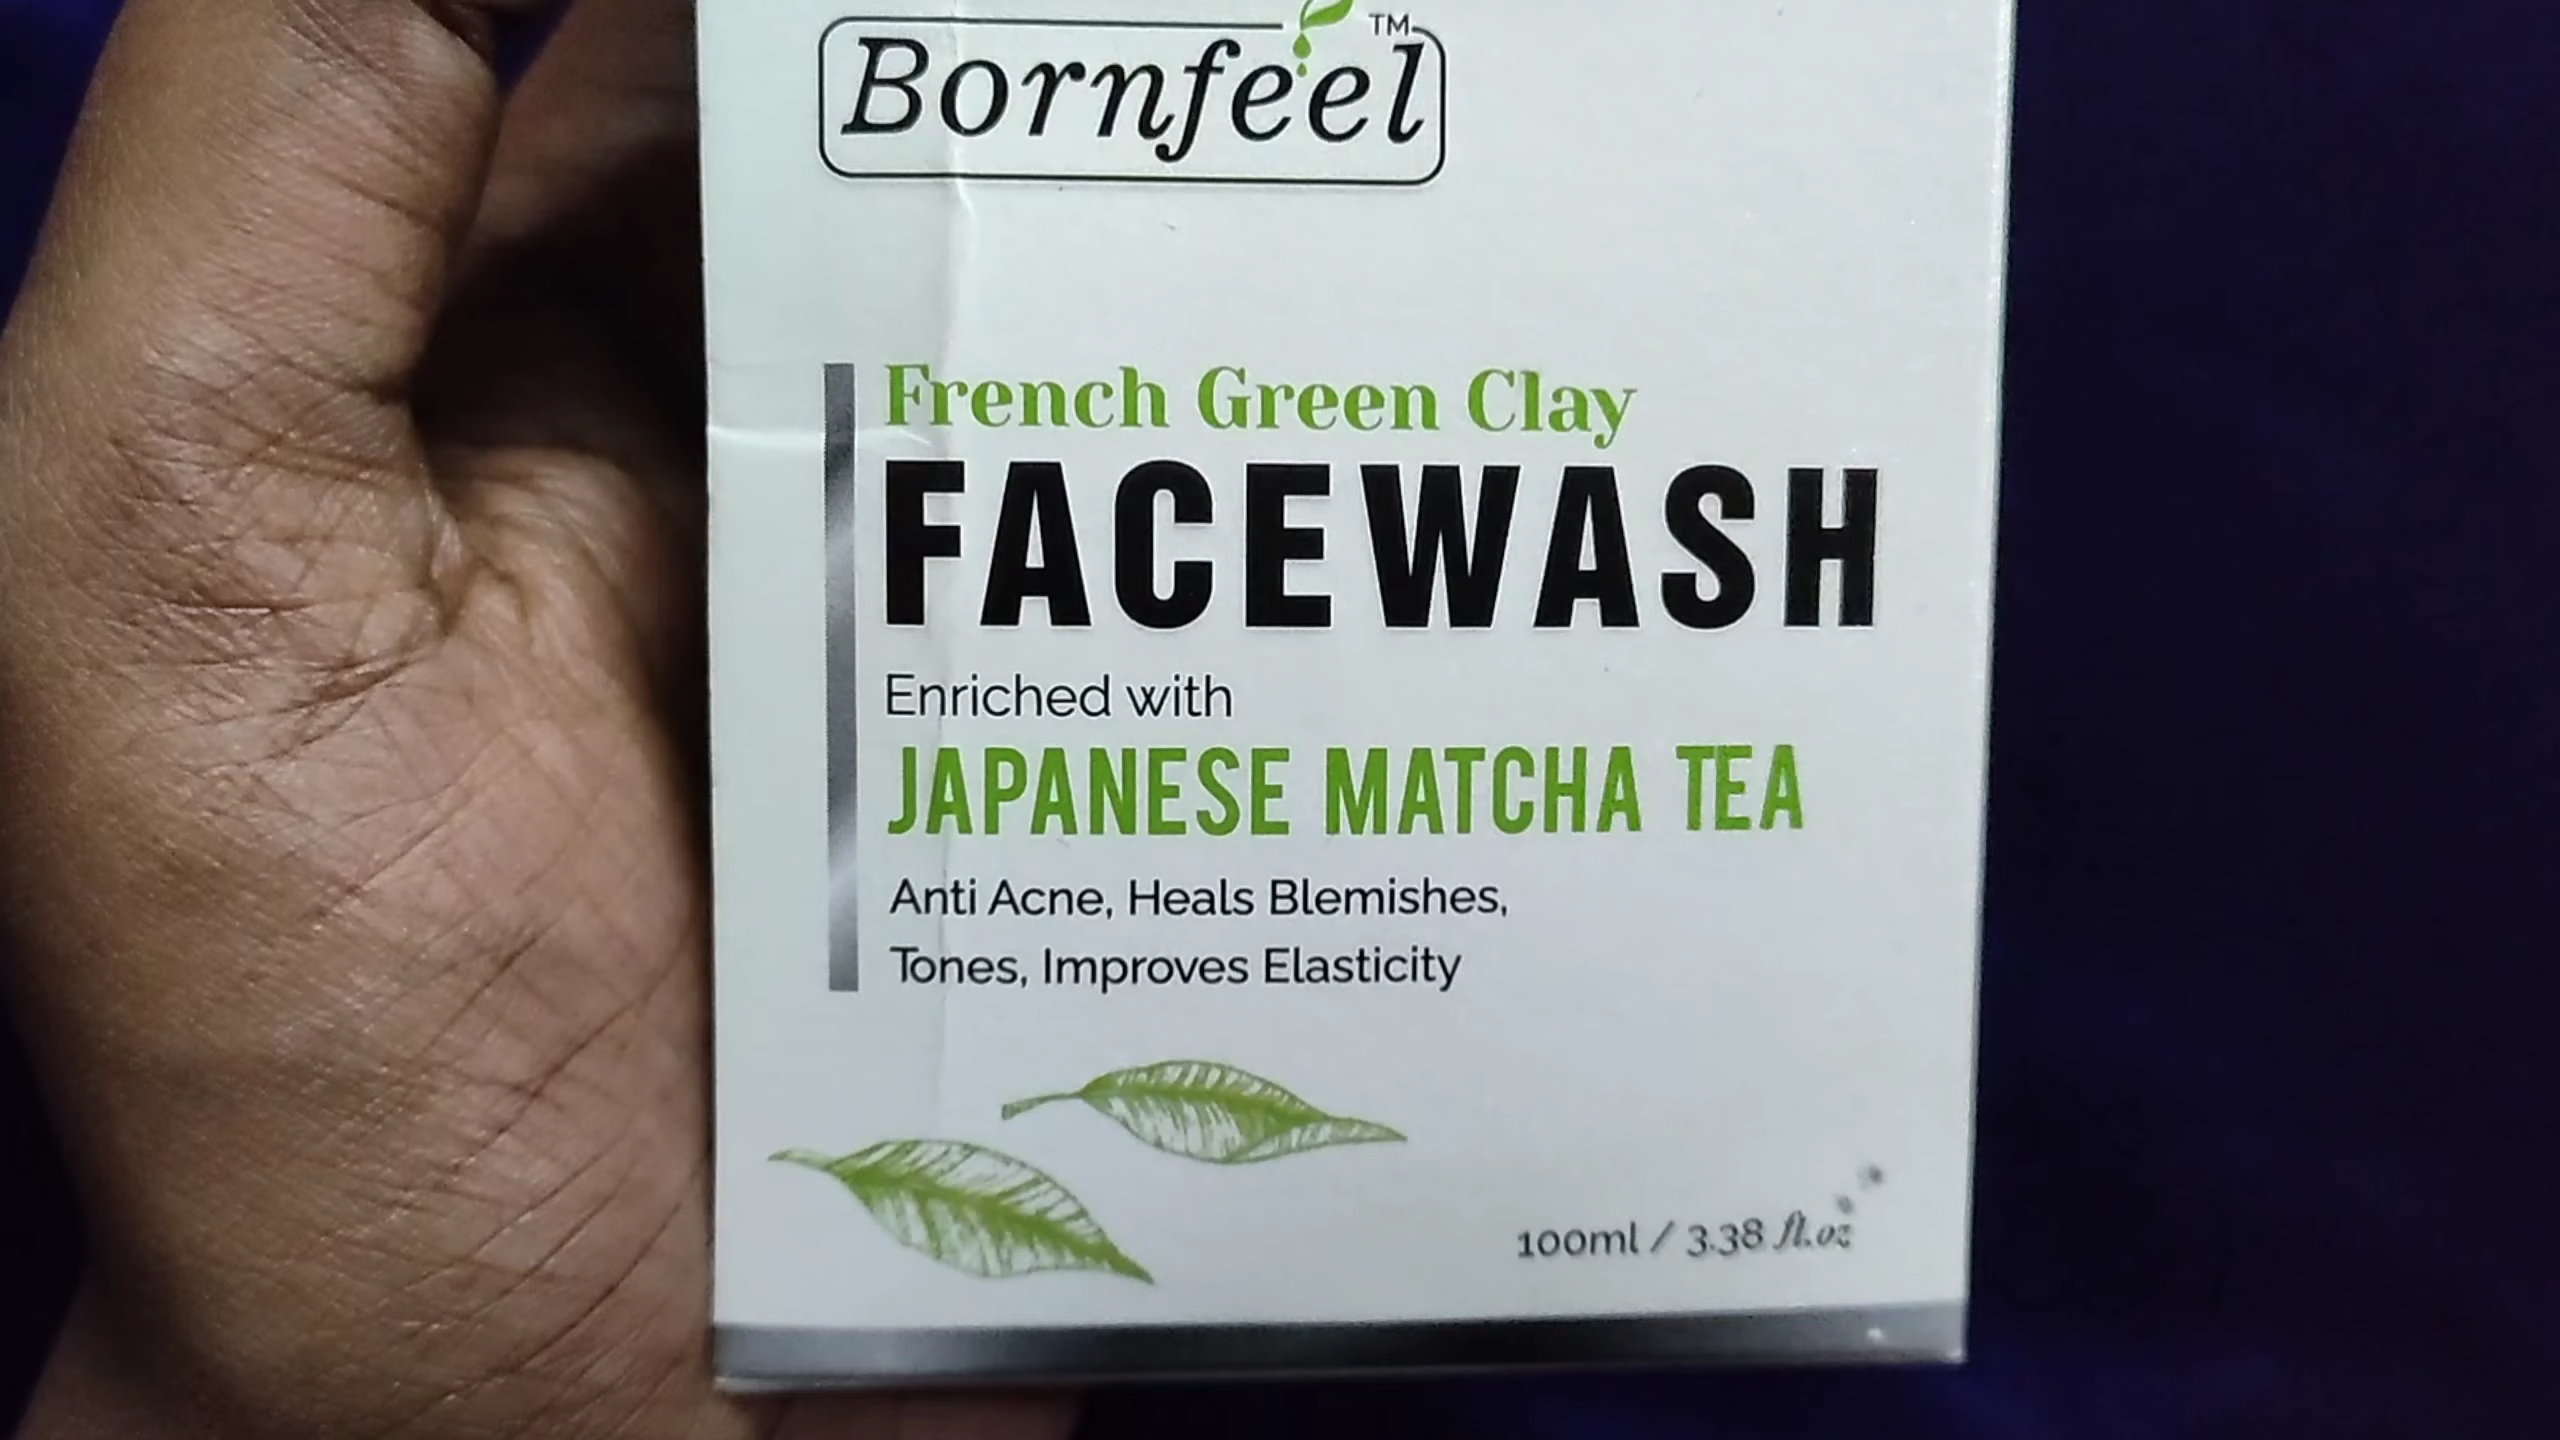 Bornfeel™
French Green Clay
FACEWASH
Enriched with
JAPANESE MATCHA TEA
Anti Acne, Heals Blemishes,
Tones, Improves Elasticity
100ml / 3.38 fl.oz